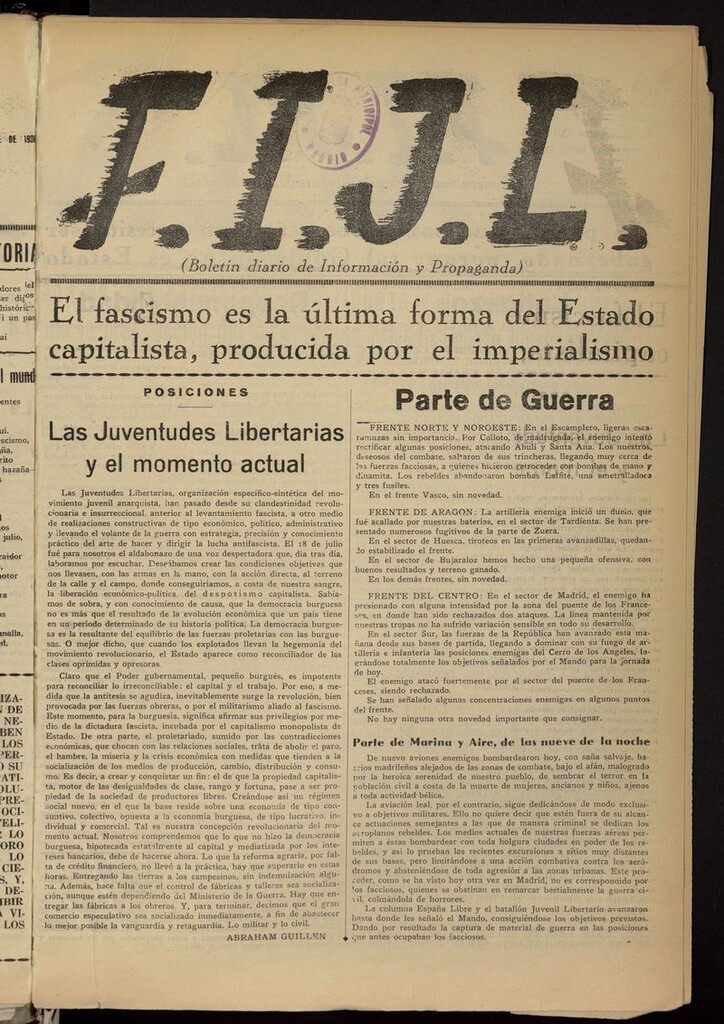 F.I.J.L.
(Boletín diario de Información y Propaganda)
El fascismo es la última forma del Estado
capitalista, producida por el imperialismo
POSICIONES
Las Juventudes Libertarias
y el momento actual
Las Juventudes Libertarias, organización específico-sintética del mo-
vimiento juvenil anarquista, han pasado desde su clandestinidad revolu-
cionaria e insurreccional, anterior al levantamiento fascista, a otro medio
de realizaciones constructivas de tipo económico, político, administrativo
y llevando el volante de la guerra con estrategia, precisión y conocimiento
práctico del arte de hacer y dirigir la lucha antifascista. El 18 de julio
fué para nosotros el aldabonazo de una voz despertadora que, día tras día,
laboramos por escuchar. Deseábamos crear las condiciones objetivas que
nos llevasen, con las armas en la mano, con la acción directa, al terreno
de la calle y el campo, donde conseguiríamos, a costa de nuestra sangre,
la liberación económico-política, del despotismo capitalista. Sabía-
mos de sobra, y con conocimiento de causa, que la democracia burguesa
no es más que el resultado de la evolución económica que un país tiene
en un período determinado de su historia política. La democracia burgue-
sa es la resultante del equilibrio de las fuerzas proletarias con las burgue-
sas. O mejor dicho, que cuando los explotados llevan la hegemonía del
movimiento revolucionario, el Estado aparece como reconciliador de las
clases oprimidas y opresoras.
Claro que el Poder gubernamental, pequeño burgués, es impotente
para reconciliar lo irreconciliable: el capital y el trabajo. Por eso, a me-
dida que la antítesis se agudiza, inevitablemente surge la revolución, bien
provocada por las fuerzas obreras, o por el militarismo aliado al fascismo.
Este momento, para la burguesía, significa afirmar sus privilegios por me-
dio de la dictadura fascista, incubada por el capitalismo monopolista de
Estado. De otra parte, el proletariado, sumido por las contradicciones
económicas, que chocan con las relaciones sociales, trata de abolir el paro,
el hambre, la miseria y la crisis económica con medidas que tienden a la
socialización de los medios de producción, cambio, distribución y consu-
mo. Es decir, a crear y conquistar un fin: el de que la propiedad capitalis-
ta, motor de las desigualdades de clase, rango y fortuna, pase a ser pro-
piedad de la sociedad de productores libres. Creándose así un régimen
social nuevo, en el que la base reside sobre una economía de tipo con-
suntivo, colectivo, opuesto a la economía burguesa, de tipo lucrativo, in-
dividual y comercial. Tal es nuestra concepción revolucionaria del mo-
mento actual. Nosotros comprendemos que lo que no hizo la democracia
burguesa, hipotecada estatalmente al capital y mediatizada por los inte-
reses bancarios, debe de hacerse ahora. Lo que la reforma agraria, por fal-
ta de crédito financiero, no llevó a la práctica, hay que superarlo en estas
horas. Entregando las tierras a los campesinos, sin indemnización algu-
na. Además, hace falta que el control de fábricas y talleres sea socializa-
ción, aunque estén dependiendo del Ministerio de la Guerra. Hay que en-
tregar las fábricas a los obreros. Y, para terminar, decimos que el gran
comercio especulativo sea socializado inmediatamente, a fin de abastecer
lo mejor posible la vanguardia y retaguardia. Lo militar y lo civil.
ABRAHAM GUILLEN
Parte de Guerra
FRENTE NORTE Y NOROESTE: En el Escamplero, ligeras esca-
ramuzas sin importancia. Por Colloto, de madrugada, el enemigo intentó
rectificar algunas posiciones, atacando Abuli y Santa Ana. Los nuestros,
deseosos del combate, saltaron de sus trincheras, llegando muy cerca de
las fuerzas facciosas, a quienes hicieron retroceder con bombas de mano y
dinamita. Los rebeldes abandonaron bombas Lafitte, una ametralladora
y tres fusiles.
En el frente Vasco, sin novedad.
FRENTE DE ARAGON: La artillería enemiga inició un duelo, que
fué acallado por nuestras baterías, en el sector de Tardienta. Se han pre-
sentado numerosos fugitivos de la parte de Zuera.
En el sector de Huesca, tiroteos en las primeras avanzadillas, quedan-
do estabilizado el frente.
En el sector de Bujaraloz hemos hecho una pequeña ofensiva, con
buenos resultados y terreno ganado.
En los demás frentes, sin novedad.
FRENTE DEL CENTRO: En el sector de Madrid, el enemigo ha
presionado con alguna intensidad por la zona del puente de los France-
ses, en donde han sido rechazados dos ataques. La línea mantenida por
nuestras tropas no ha sufrido variación sensible en todo su desarrollo.
En el sector Sur, las fuerzas de la República han avanzado esta ma-
ñana desde sus bases de partida, llegando a dominar con su fuego de ar-
tillería e infantería las posiciones enemigas del Cerro de los Angeles, lo-
grándose totalmente los objetivos señalados por el Mando para la jornada
de hoy.
El enemigo atacó fuertemente por el sector del puente de los Fran-
ceses, siendo rechazado.
Se han señalado algunas concentraciones enemigas en algunos puntos
del frente.
No hay ninguna otra novedad importante que consignar.
Parte de Marina y Aire, de las nueve de la noche
De nuevo aviones enemigos bombardearon hoy, con saña salvaje, ba-
rrios madrileños alejados de las zonas de combate, bajo el afán, malogrado
por la heroica serenidad de nuestro pueblo, de sembrar el terror en la
población civil a costa de la muerte de mujeres, ancianos y niños, ajenos
a toda actividad bélica.
La aviación leal, por el contrario, sigue dedicándose de modo exclusi-
vo a objetivos militares. Ello no quiere decir que estén fuera de su alcan-
ce actuaciones semejantes a las que de manera criminal se dedican los
aeroplanos rebeldes. Los medios actuales de nuestras fuerzas aéreas per-
miten a éstas bombardear con toda holgura ciudades en poder de los re-
beldes, y así lo prueban las recientes excursiones a sitios muy distantes
de sus bases, pero limitándose a una acción combativa contra los aeró-
dromos y absteniéndose de toda agresión a las zonas urbanas. Este pro-
ceder, como se ha visto hoy otra vez en Madrid, no es correspondido por
los facciosos, quienes se obstinan en remarcar bestialmente la guerra ci-
vil, colmándola de horrores.
La columna España Libre y el batallón Juvenil Libertario avanzaron
hasta donde les señaló el Mando, consiguiéndose los objetivos previstos.
Dando por resultado la captura de material de guerra en las posiciones
que antes ocupaban los facciosos.